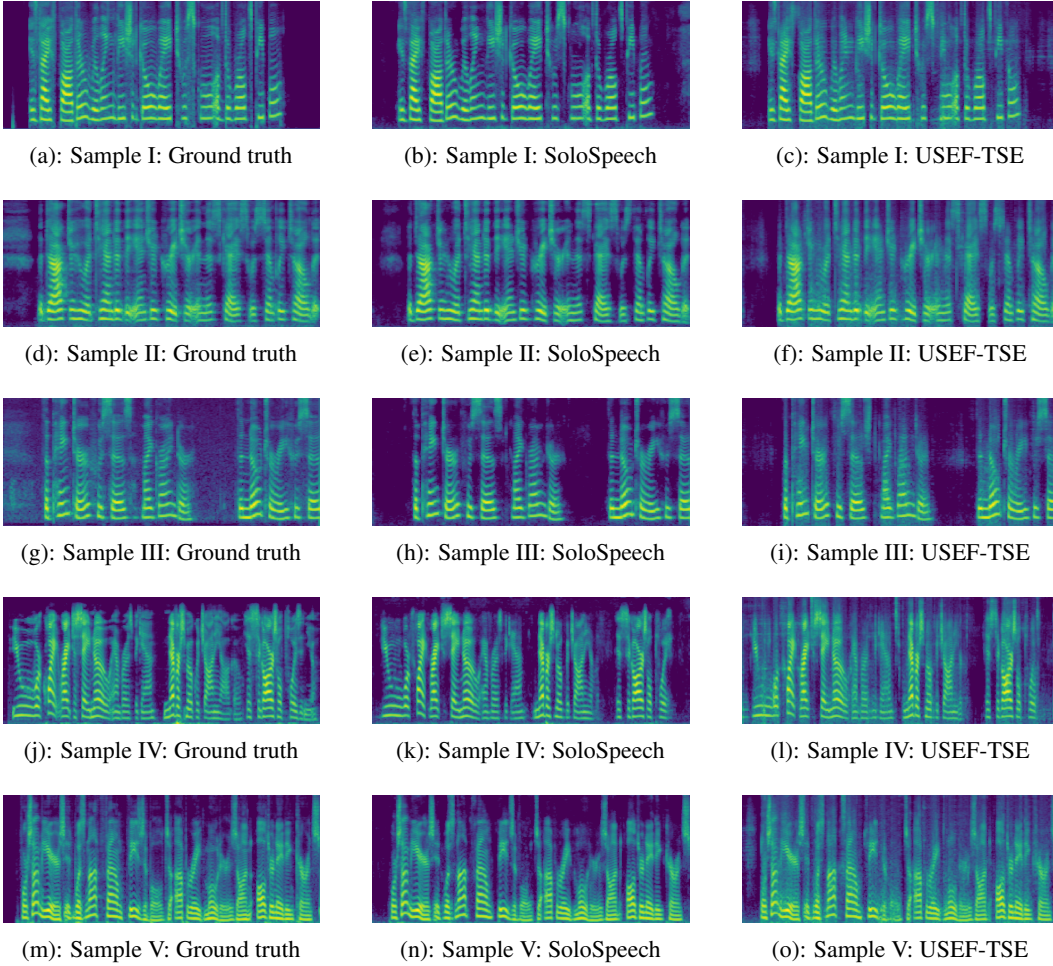 (a): Sample I: Ground truth
(b): Sample I: SoloSpeech
(c): Sample I: USEF-TSE
(d): Sample II: Ground truth
(e): Sample II: SoloSpeech
(f): Sample II: USEF-TSE
(g): Sample III: Ground truth
(h): Sample III: SoloSpeech
(i): Sample III: USEF-TSE
(j): Sample IV: Ground truth
(k): Sample IV: SoloSpeech
(l): Sample IV: USEF-TSE
(m): Sample V: Ground truth
(n): Sample V: SoloSpeech
(o): Sample V: USEF-TSE